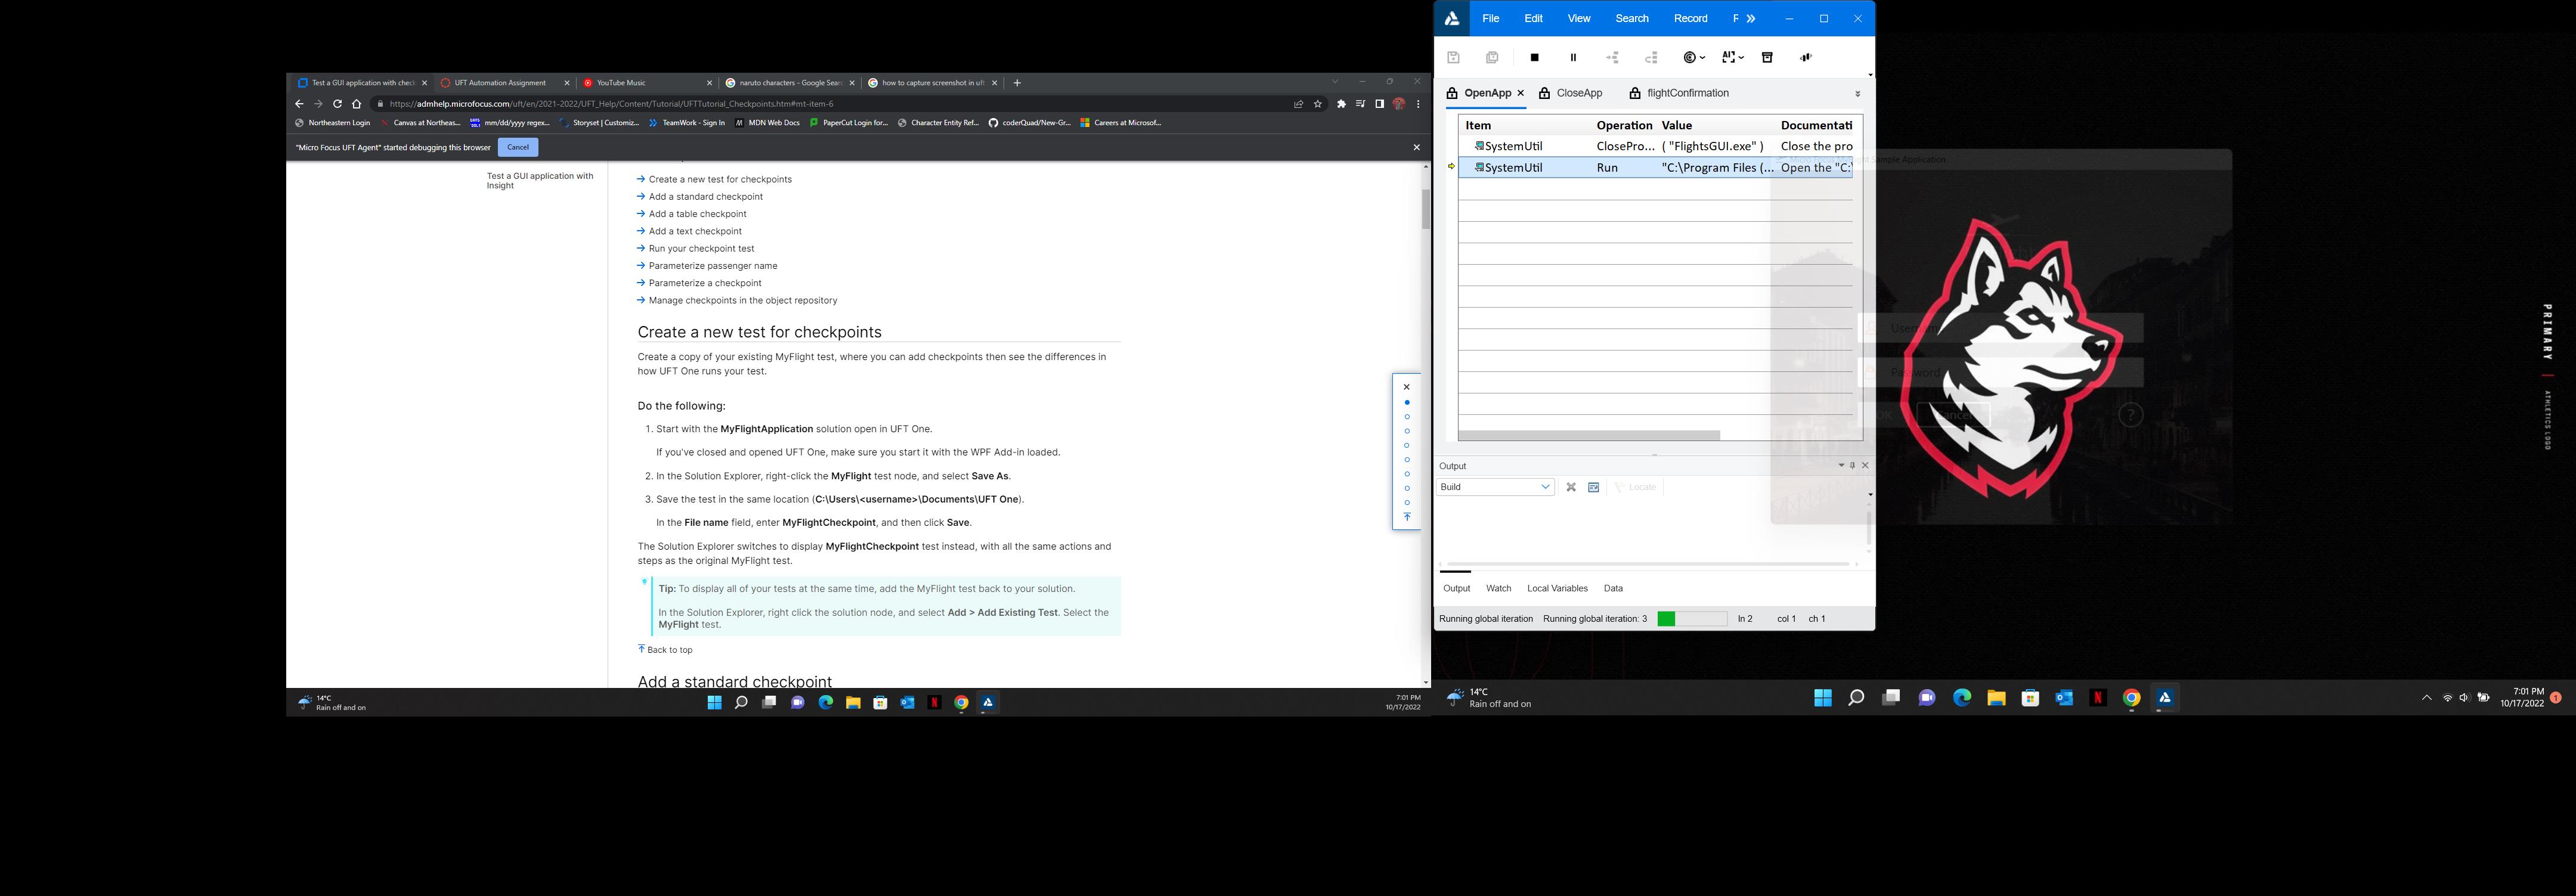 Test a GUI application with check
UFT Automation Assignment
YouTube Music
naruto characters - Google Sear
how to capture screenshot in uft
https://admhelp.microfocus.com/uft/en/2021-2022/UFT_Help/Content/Tutorial/UFTTutorial_Checkpoints.htm#mt-item-6
Northeastern Login
Canvas at Northeas...
mm/dd/yyyy regex...
Storyset | Customiz...
TeamWork - Sign In
MDN Web Docs
PaperCut Login for...
Character Entity Ref...
coderQuad/New-Gr...
Careers at Microsof...
"Micro Focus UFT Agent" started debugging this browser
Cancel
Test a GUI application with
Insight
Create a new test for checkpoints
Add a standard checkpoint
Add a table checkpoint
Add a text checkpoint
Run your checkpoint test
Parameterize passenger name
Parameterize a checkpoint
Manage checkpoints in the object repository
Create a new test for checkpoints
Create a copy of your existing MyFlight test, where you can add checkpoints then see the differences in
how UFT One runs your test.
Do the following:
1. Start with the MyFlightApplication solution open in UFT One.
If you've closed and opened UFT One, make sure you start it with the WPF Add-in loaded.
2. In the Solution Explorer, right-click the MyFlight test node, and select Save As.
3. Save the test in the same location (C:\Users\<username>\Documents\UFT One).
In the File name field, enter MyFlightCheckpoint, and then click Save.
The Solution Explorer switches to display MyFlightCheckpoint test instead, with all the same actions and
steps as the original MyFlight test.
Tip: To display all of your tests at the same time, add the MyFlight test back to your solution.
In the Solution Explorer, right click the solution node, and select Add > Add Existing Test. Select the
MyFlight test.
Back to top
Add a standard checkpoint
14°C
Rain off and on
7:01 PM
10/17/2022
File Edit View Search Record
OpenApp
CloseApp
flightConfirmation
Item Operation Value Documentati
SystemUtil ClosePro... ( "FlightsGUI.exe" ) Close the pro
SystemUtil Run "C:\Program Files (... Open the "C:\
Output
Build
Locate
Output Watch Local Variables Data
Running global iteration Running global iteration: 3 ln 2 col 1 ch 1
Micro Focus MyFlight Sample Application
Password
OK
Cancel
?
PRIMARY
ATHLETICS LOGO
14°C
Rain off and on
7:01 PM
10/17/2022
1